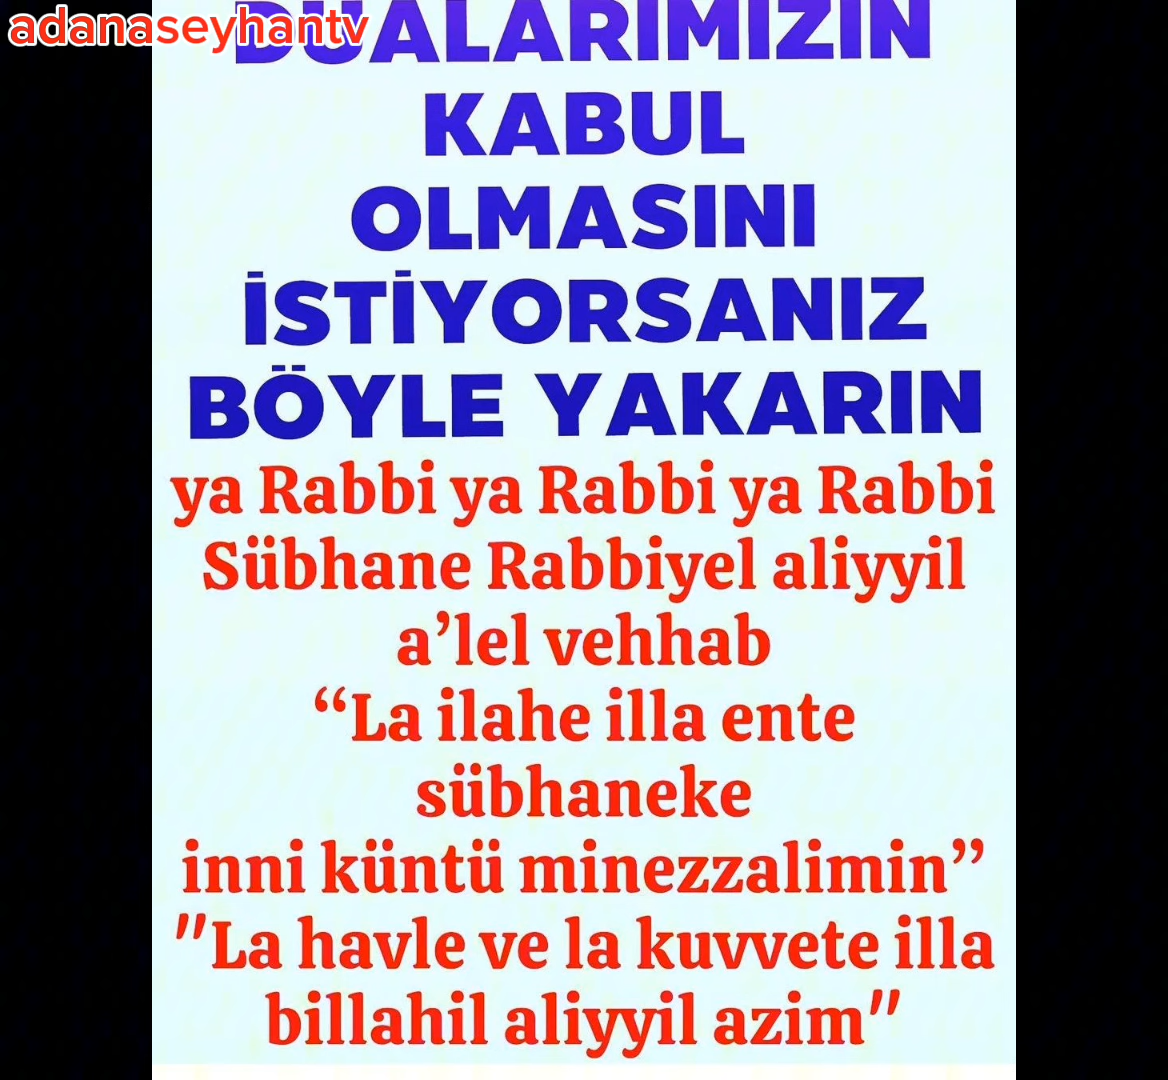 adanaseyhantv
DUALARIMIZIN
KABUL
OLMASINI
İSTİYORSANIZ
BÖYLE YAKARIN
ya Rabbi ya Rabbi ya Rabbi
Sübhane Rabbiyel aliyyil
a’lel vehhab
“La ilahe illa ente
sübhaneke
inni küntü minezzalimin”
"La havle ve la kuvvete illa
billahil aliyyil azim"